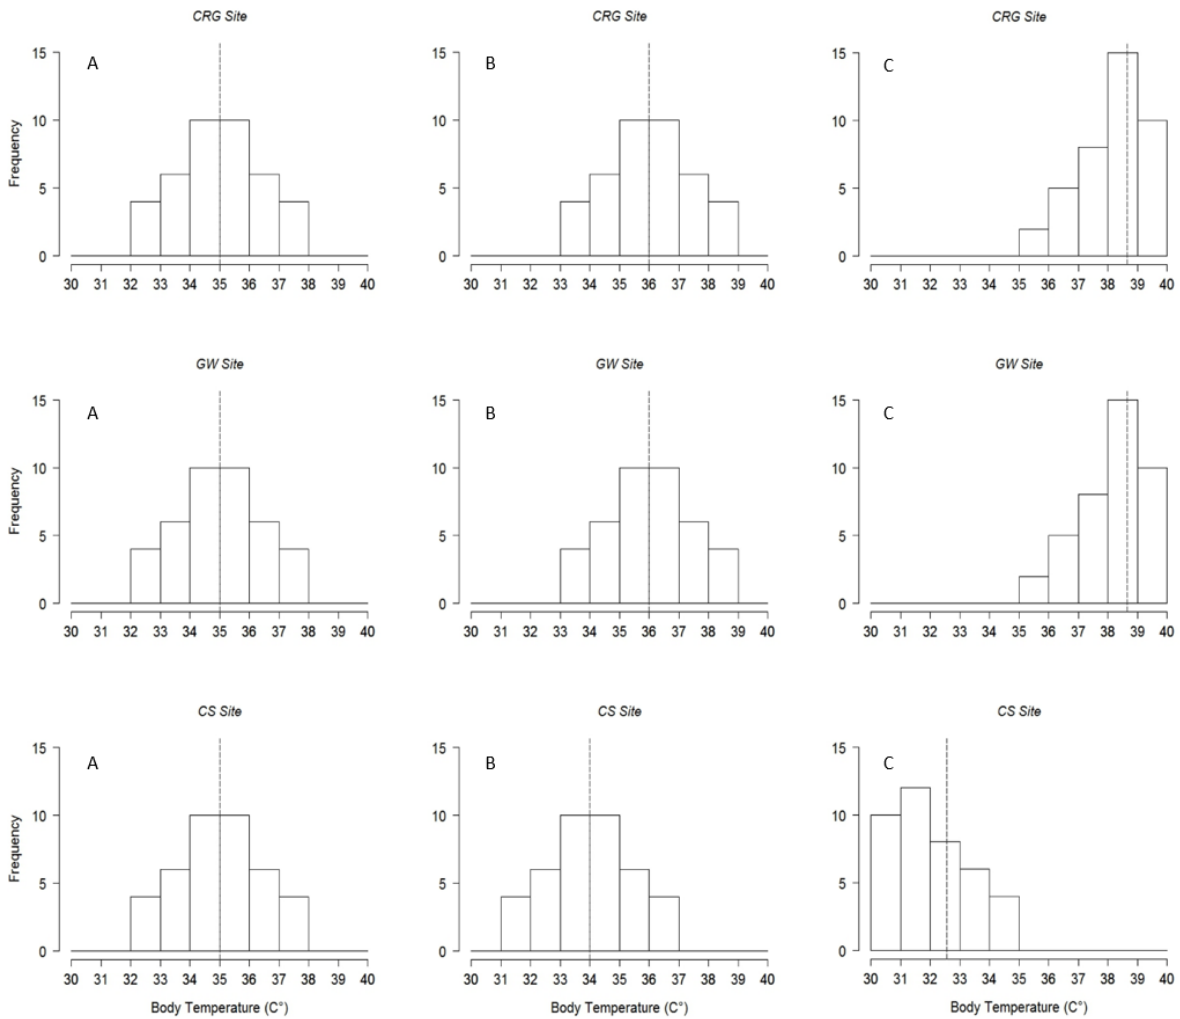 CRG Site CRG Site CRG Site
A B C
Frequency
15 15 15
10 10 10
5 5 5
0 0 0
30 31 32 33 34 35 36 37 38 39 40 30 31 32 33 34 35 36 37 38 39 40 30 31 32 33 34 35 36 37 38 39 40
GW Site GW Site GW Site
A B C
Frequency
15 15 15
10 10 10
5 5 5
0 0 0
30 31 32 33 34 35 36 37 38 39 40 30 31 32 33 34 35 36 37 38 39 40 30 31 32 33 34 35 36 37 38 39 40
CS Site CS Site CS Site
A B C
Frequency
15 15 15
10 10 10
5 5 5
0 0 0
30 31 32 33 34 35 36 37 38 39 40 30 31 32 33 34 35 36 37 38 39 40 30 31 32 33 34 35 36 37 38 39 40
Body Temperature (C°) Body Temperature (C°) Body Temperature (C°)